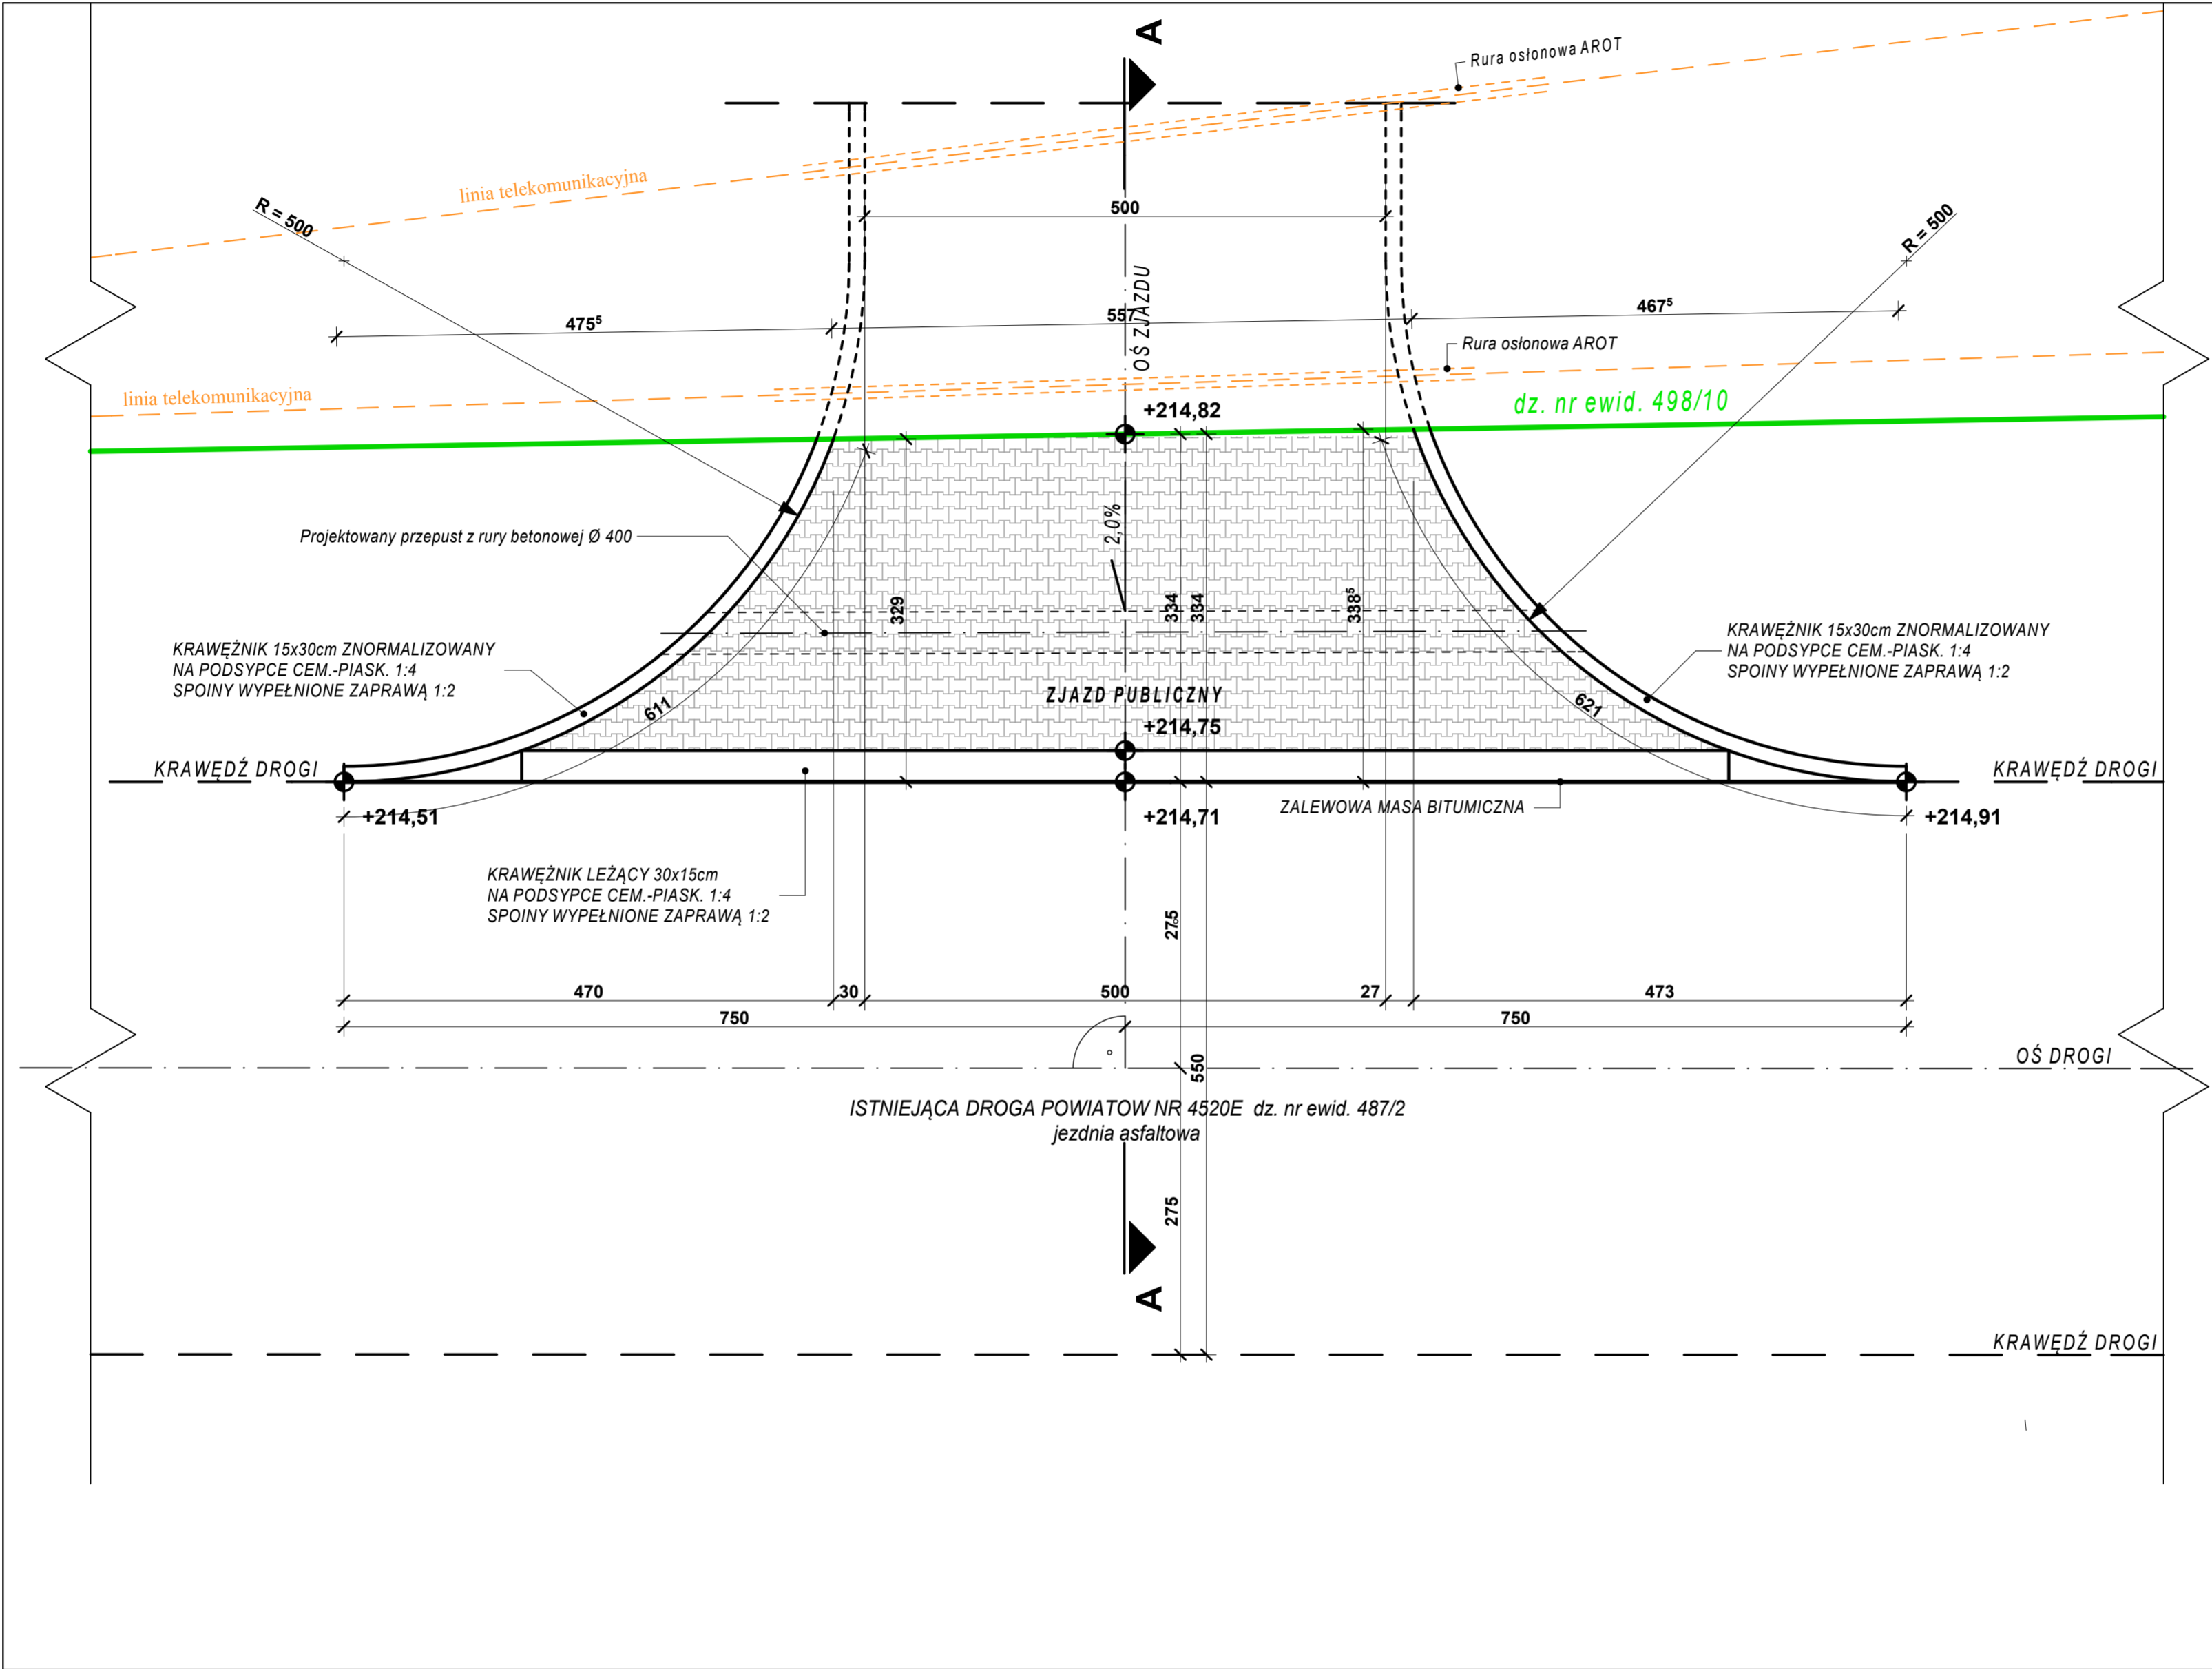 A
Rura osłonowa AROT
linia telekomunikacyjna
R = 500
500
R = 500
OŚ ZJAZDU
475⁵
557
467⁵
Rura osłonowa AROT
linia telekomunikacyjna
dz. nr ewid. 498/10
+214,82
2,0%
Projektowany przepust z rury betonowej Ø 400
329
334
334
338⁵
KRAWĘŻNIK 15x30cm ZNORMALIZOWANY
NA PODSYPCE CEM.-PIASK. 1:4
SPOINY WYPEŁNIONE ZAPRAWĄ 1:2
KRAWĘŻNIK 15x30cm ZNORMALIZOWANY
NA PODSYPCE CEM.-PIASK. 1:4
SPOINY WYPEŁNIONE ZAPRAWĄ 1:2
611
621
ZJAZD PUBLICZNY
+214,75
KRAWĘDŹ DROGI
KRAWĘDŹ DROGI
+214,51
+214,71
ZALEWOWA MASA BITUMICZNA
+214,91
KRAWĘŻNIK LEŻĄCY 30x15cm
NA PODSYPCE CEM.-PIASK. 1:4
SPOINY WYPEŁNIONE ZAPRAWĄ 1:2
275
470
30
500
27
473
750
750
OŚ DROGI
550
ISTNIEJĄCA DROGA POWIATOW NR 4520E dz. nr ewid. 487/2
jezdnia asfaltowa
275
A
KRAWĘDŹ DROGI